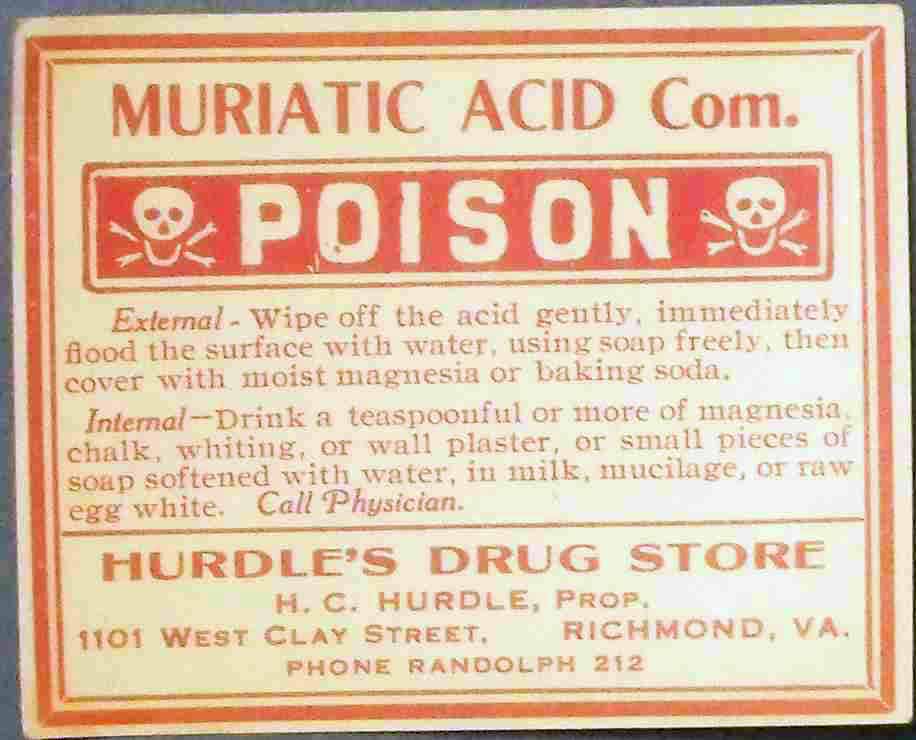 MURIATIC ACID Com.
POISON
External - Wipe off the acid gently, immediately
flood the surface with water, using soap freely, then
cover with moist magnesia or baking soda.
Internal—Drink a teaspoonful or more of magnesia,
chalk, whiting, or wall plaster, or small pieces of
soap softened with water, in milk, mucilage, or raw
egg white. Call Physician.
HURDLE'S DRUG STORE
H. C. HURDLE, PROP.
1101 WEST CLAY STREET, RICHMOND, VA.
PHONE RANDOLPH 212